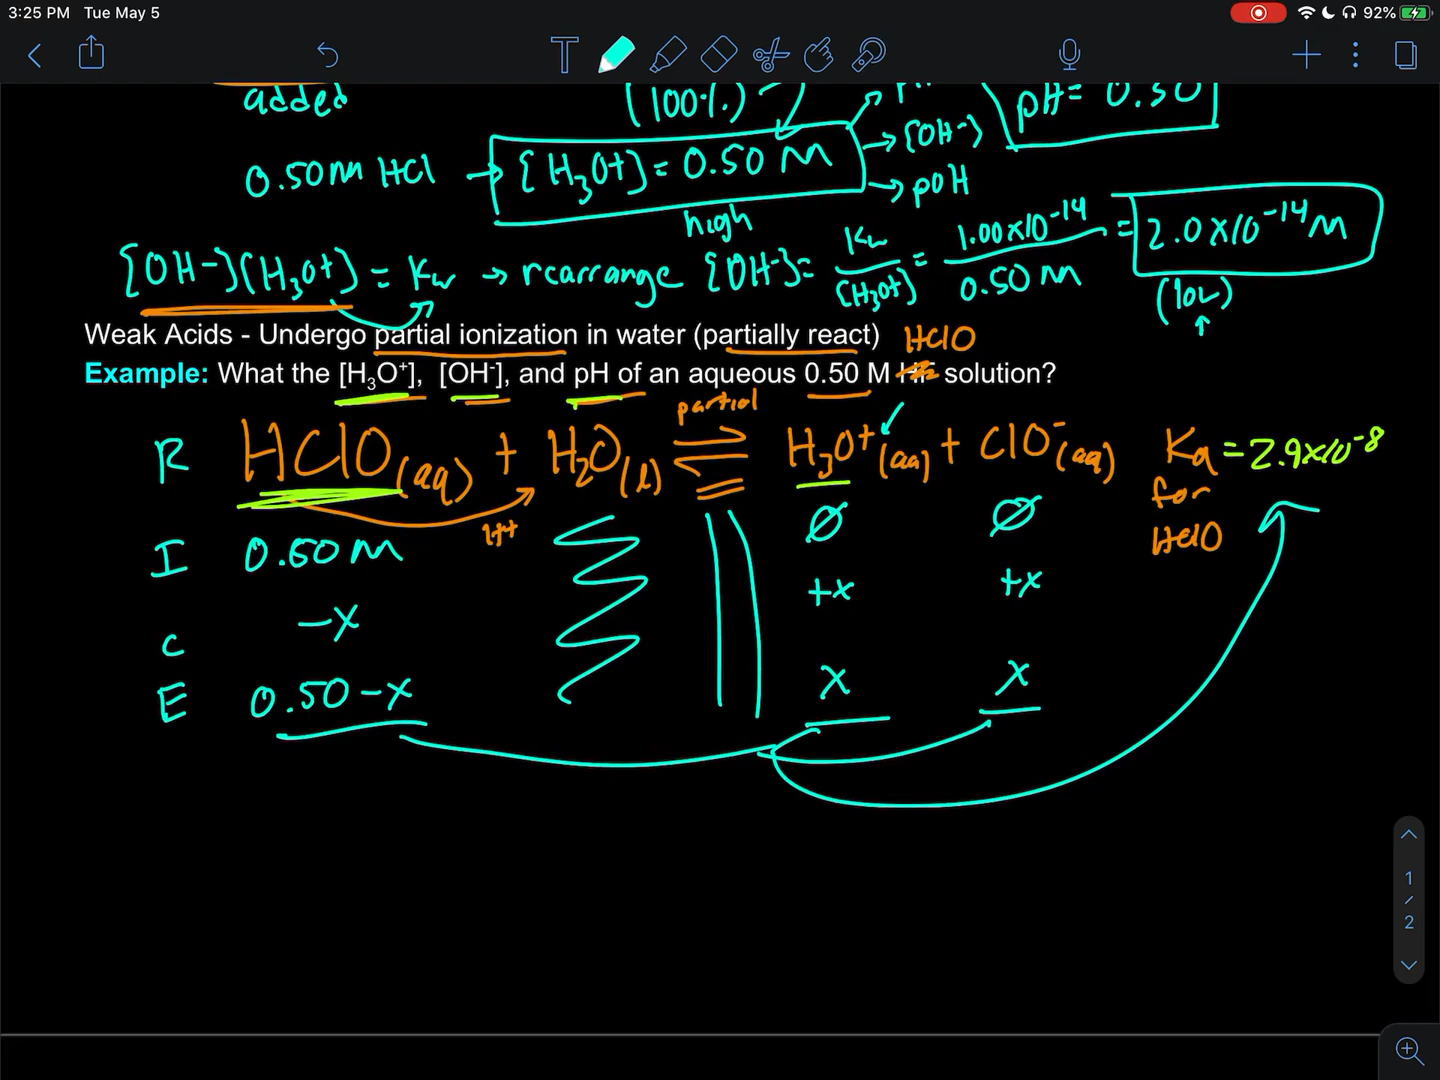 3:25 PM Tue May 5 92%
added (100%) pH = 0.30
0.50 M HCl → [H3O+] = 0.50 M → [OH-]
→ pOH
high
[OH-][H3O+] = Kw → rearrange [OH-] = Kw / [H3O+] = 1.00×10^-14 / 0.50 M = 2.0×10^-14 M
(low)
Weak Acids - Undergo partial ionization in water (partially react) HClO
Example: What the [H₃O⁺], [OH⁻], and pH of an aqueous 0.50 M HF solution?
partial
R HClO(aq) + H2O(l) ⇌ H3O+(aq) + ClO-(aq) Ka = 2.9×10^-8
for
HClO
H+
I 0.50 M ∅ ∅
C -x +x +x
E 0.50-x x x
1
/
2